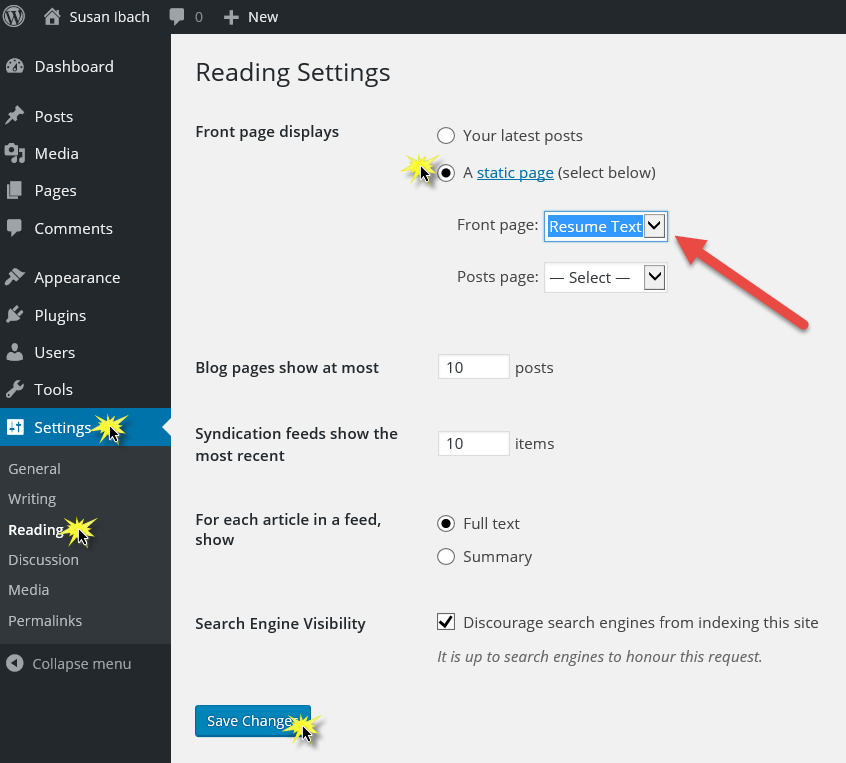 Susan Ibach 0 New
Dashboard
Posts
Media
Pages
Comments
Appearance
Plugins
Users
Tools
Settings
General
Writing
Reading
Discussion
Media
Permalinks
Collapse menu
Reading Settings
Front page displays
Your latest posts
A static page (select below)
Front page: Resume Text
Posts page: — Select —
Blog pages show at most 10 posts
Syndication feeds show the
most recent
10 items
For each article in a feed,
show
Full text
Summary
Search Engine Visibility
Discourage search engines from indexing this site
It is up to search engines to honour this request.
Save Changes